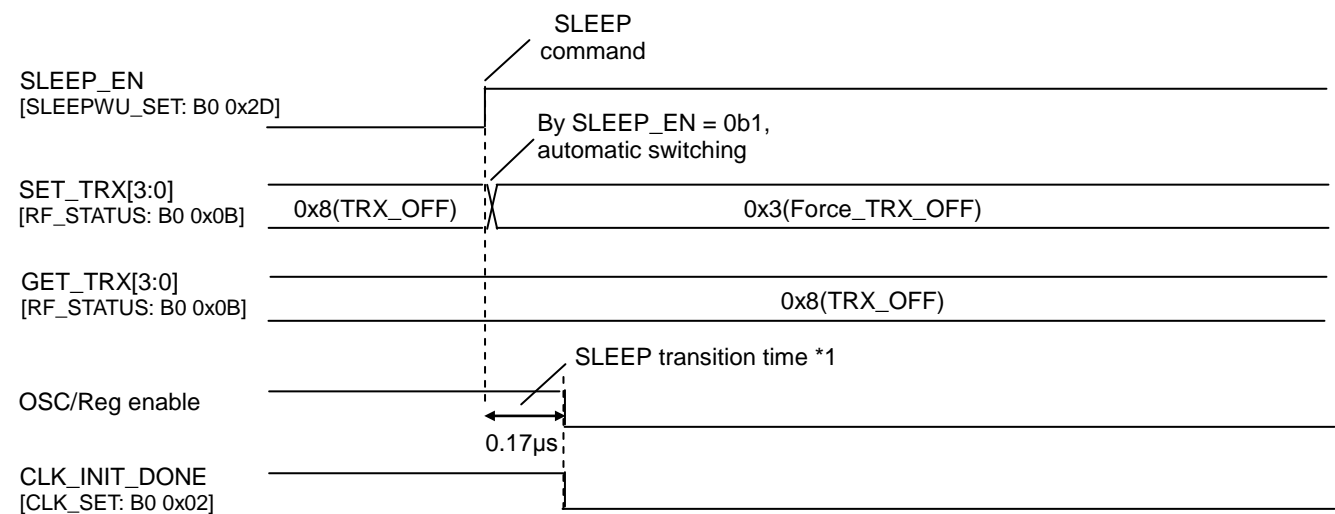 SLEEP
command
SLEEP_EN
[SLEEPWU_SET: B0 0x2D]
By SLEEP_EN = 0b1,
automatic switching
SET_TRX[3:0]
[RF_STATUS: B0 0x0B]
0x8(TRX_OFF)
0x3(Force_TRX_OFF)
GET_TRX[3:0]
[RF_STATUS: B0 0x0B]
0x8(TRX_OFF)
SLEEP transition time *1
OSC/Reg enable
0.17µs
CLK_INIT_DONE
[CLK_SET: B0 0x02]